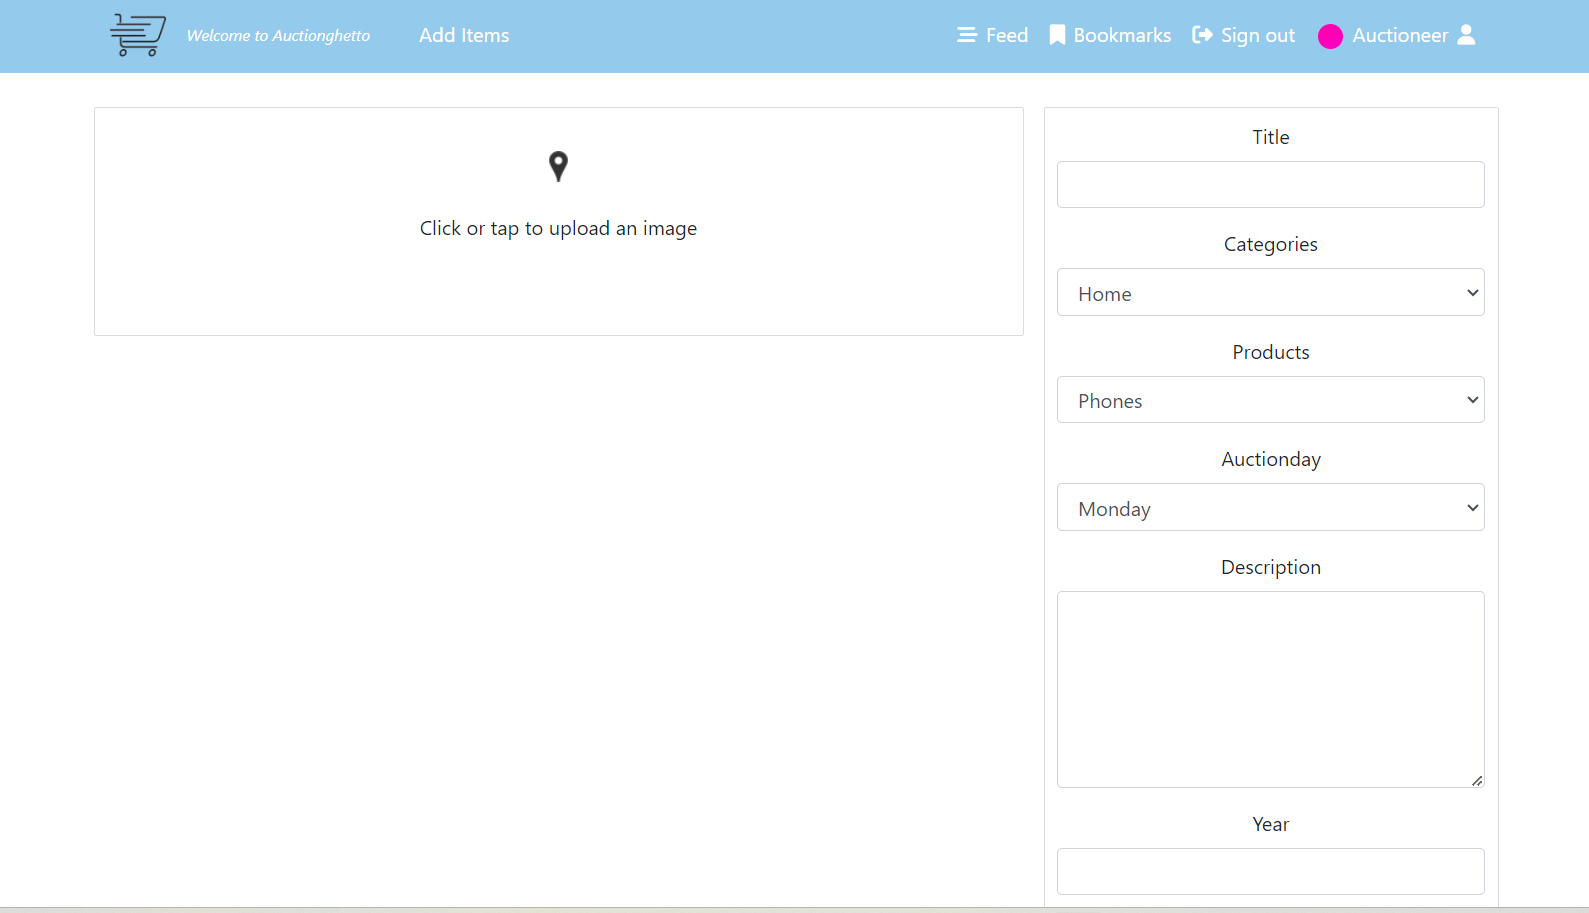 Welcome to Auctionghetto
Add Items
Feed
Bookmarks
Sign out
Auctioneer
Click or tap to upload an image
Title
Categories
Home
Products
Phones
Auctionday
Monday
Description
Year